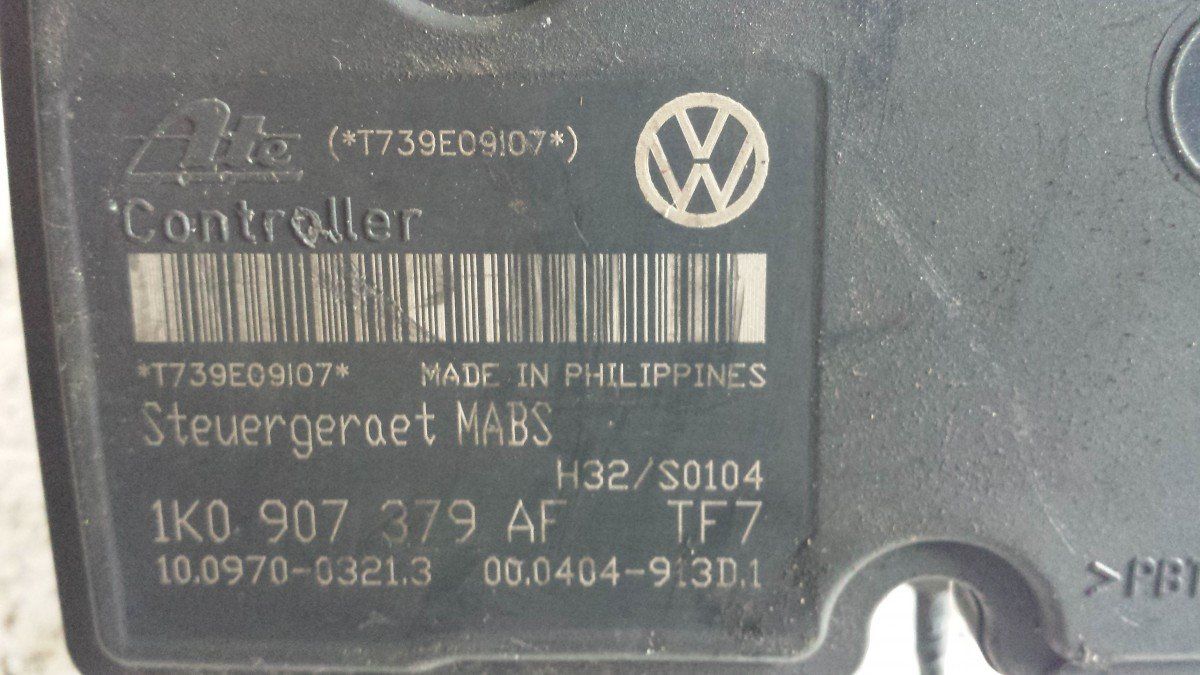 Ate (*T739E09107*)
Controller
*T739E09107* MADE IN PHILIPPINES
Steuergeraet MABS
H32/S0104
1K0 907 379 AF TF7
10.0970-0321.3 00.0404-913D.1